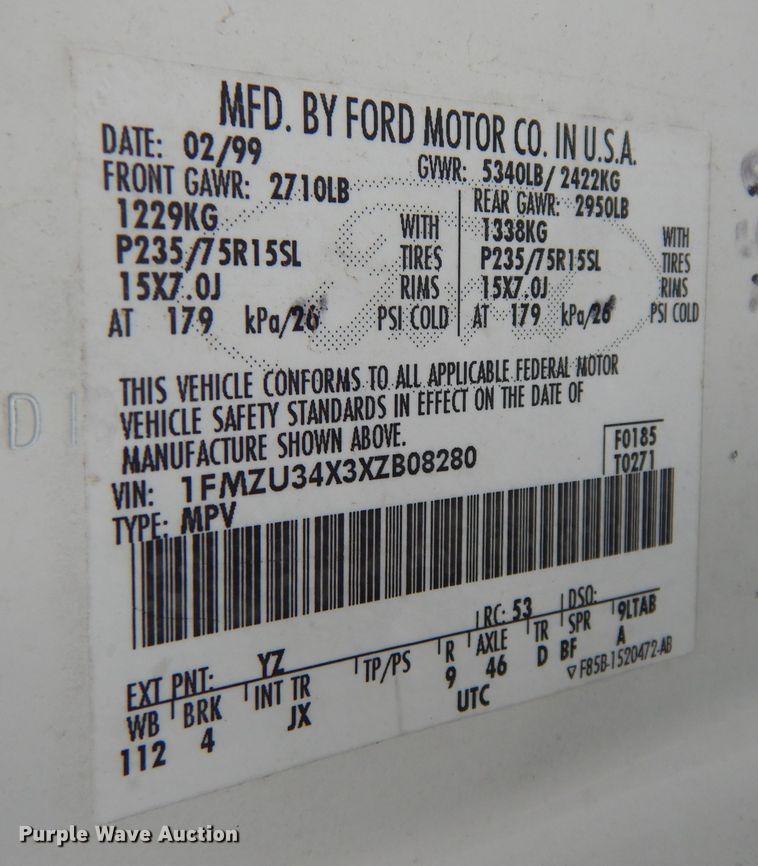 MFD. BY FORD MOTOR CO. IN U.S.A.
DATE: 02/99 GVWR: 5340LB/ 2422KG
FRONT GAWR: 2710LB REAR GAWR: 2950LB
1229KG WITH 1338KG WITH
P235/75R15SL TIRES P235/75R15SL TIRES
15X7.0J RIMS 15X7.0J RIMS
AT 179 kPa/26 PSI COLD AT 179 kPa/26 PSI COLD
THIS VEHICLE CONFORMS TO ALL APPLICABLE FEDERAL MOTOR
VEHICLE SAFETY STANDARDS IN EFFECT ON THE DATE OF
MANUFACTURE SHOWN ABOVE.
VIN: 1FMZU34X3XZB08280 F0185
TYPE: MPV T0271
EXT PNT: YZ RC: 53 DSO:
WB BRK INT TR TP/PS R AXLE TR SPR 9LTAB
112 4 JX 9 46 D BF A
UTC ▽F85B-1520472-AB
Purple Wave Auction